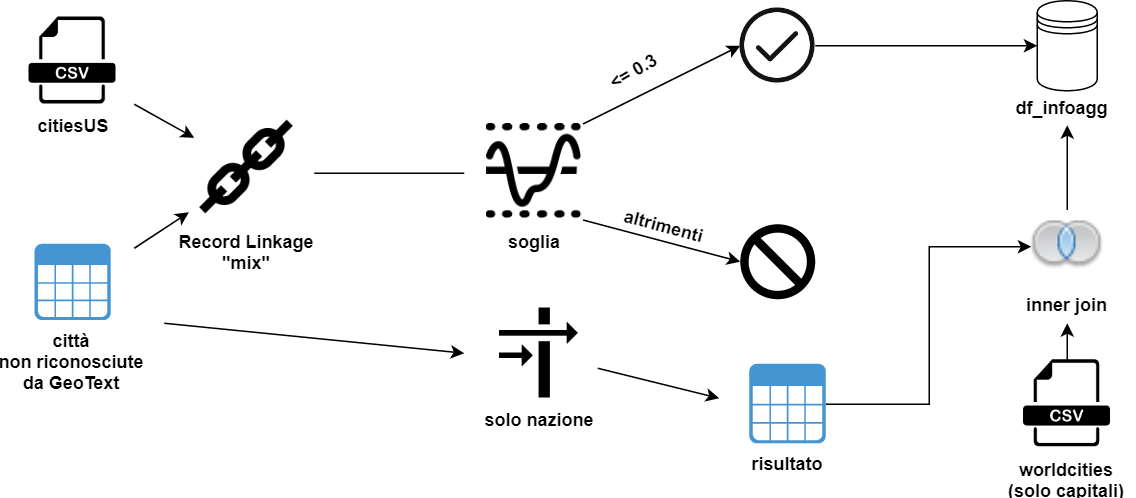 CSV
citiesUS
Record Linkage
"mix"
città
non riconosciute
da GeoText
soglia
<= 0.3
altrimenti
solo nazione
risultato
df_infoagg
inner join
CSV
worldcities
(solo capitali)